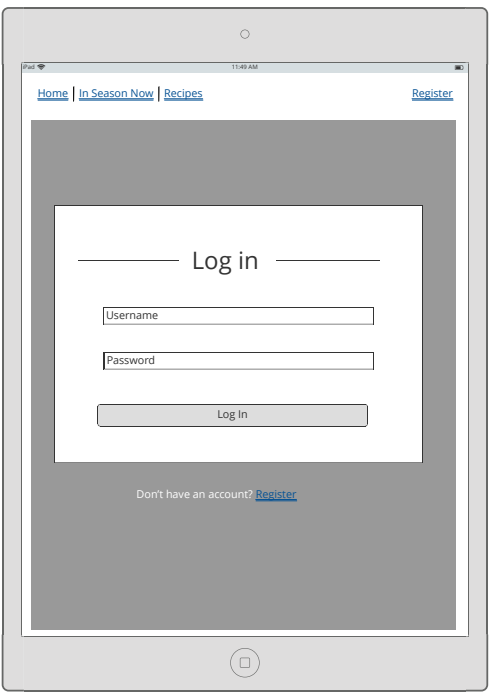 iPad 11:49 AM
Home | In Season Now | Recipes Register
Log in
Username
Password
Log In
Don't have an account? Register